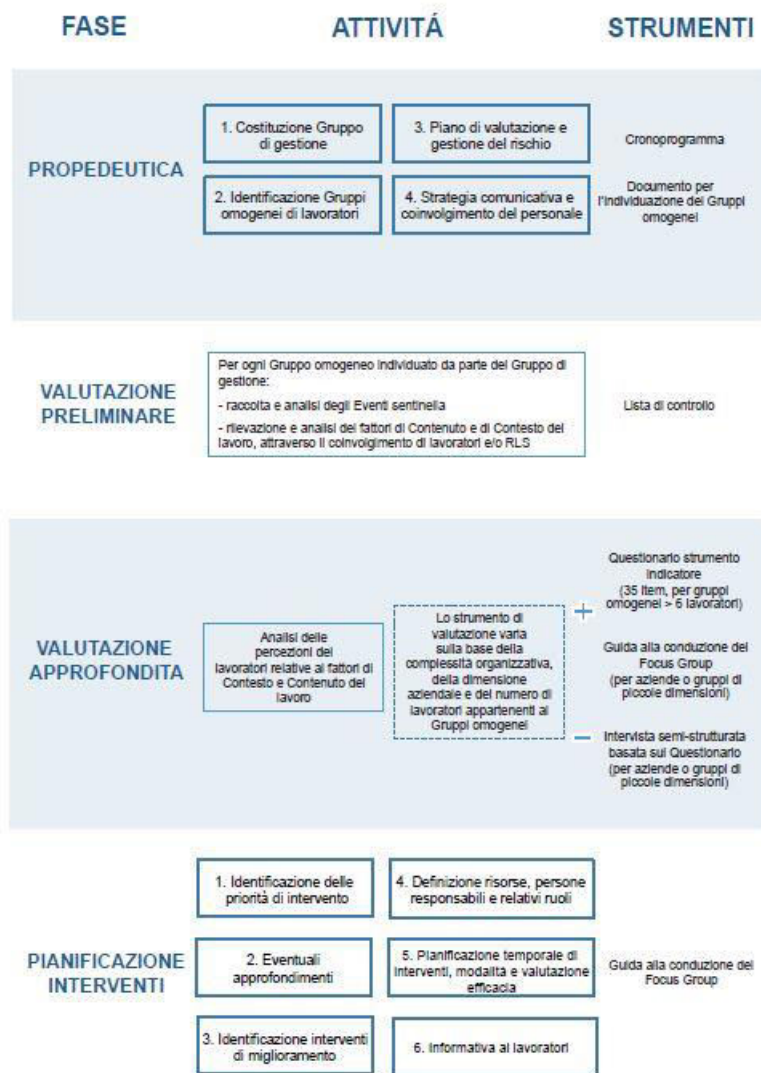 FASE
ATTIVITÁ
STRUMENTI
PROPEDEUTICA
1. Costituzione Gruppo
di gestione
3. Piano di valutazione e
gestione del rischio
2. Identificazione Gruppi
omogenei di lavoratori
4. Strategia comunicativa e
coinvolgimento del personale
Cronoprogramma
Documento per
l'individuazione dei Gruppi
omogenei
VALUTAZIONE
PRELIMINARE
Per ogni Gruppo omogeneo individuato da parte del Gruppo di
gestione:
- raccolta e analisi degli Eventi sentinella
- rilevazione e analisi dei fattori di Contenuto e di Contesto del
lavoro, attraverso il coinvolgimento di lavoratori e/o RLS
Lista di controllo
VALUTAZIONE
APPROFONDITA
Analisi delle
percezioni dei
lavoratori relative ai fattori di
Contesto e Contenuto del
lavoro
Lo strumento di
valutazione varia
sulla base della
complessità organizzativa,
della dimensione
aziendale e del numero di
lavoratori appartenenti ai
Gruppi omogenei
+
−
Questionario strumento
indicatore
(35 item, per gruppi
omogenei > 6 lavoratori)
Guida alla conduzione dei
Focus Group
(per aziende o gruppi di
piccole dimensioni)
Intervista semi-strutturata
basata sul Questionario
(per aziende o gruppi di
piccole dimensioni)
PIANIFICAZIONE
INTERVENTI
1. Identificazione delle
priorità di intervento
4. Definizione risorse, persone
responsabili e relativi ruoli
2. Eventuali
approfondimenti
5. Pianificazione temporale di
interventi, modalità e valutazione
efficacia
3. Identificazione interventi
di miglioramento
6. Informativa ai lavoratori
Guida alla conduzione dei
Focus Group